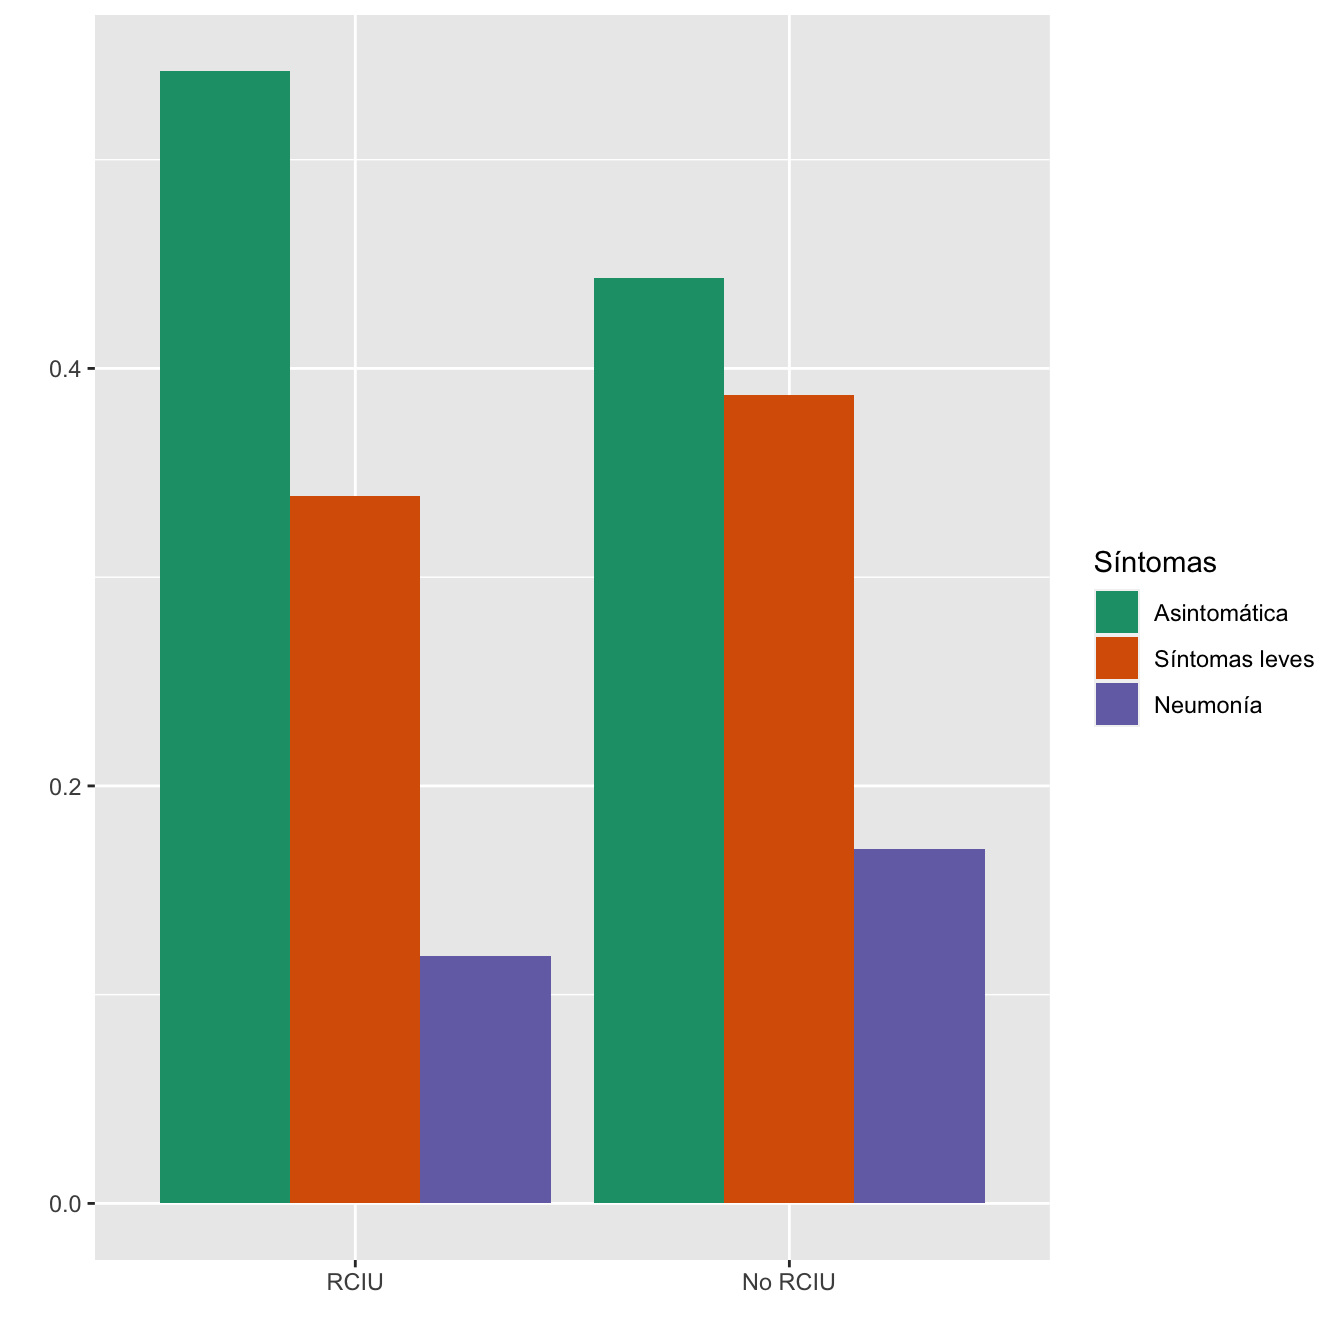 0.4
0.2
0.0
RCIU
No RCIU
Síntomas
Asintomática
Síntomas leves
Neumonía